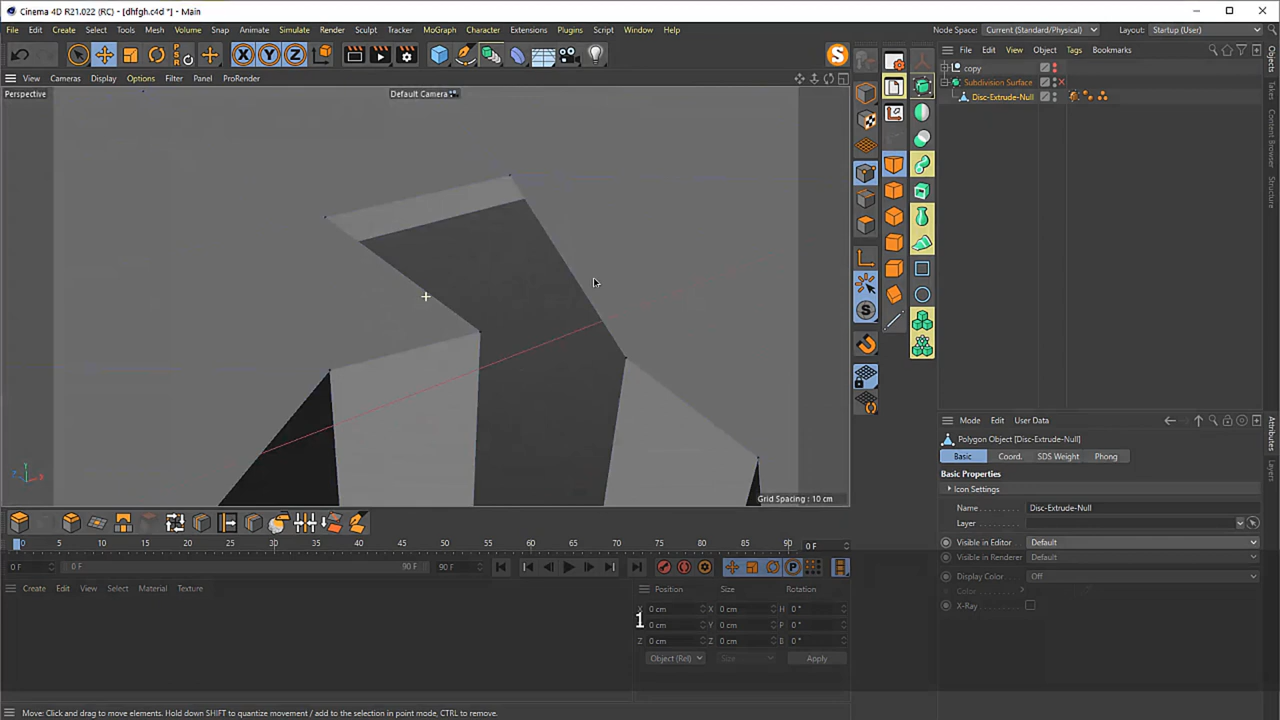 Cinema 4D R21.022 (RC) - [dhfgh.c4d *] - Main
File Edit Create Select Tools Mesh Volume Snap Animate Simulate Render Sculpt Tracker MoGraph Character Extensions Plugins Script Window Help
Node Space: Current (Standard/Physical) Layout: Startup (User)
PSR X Y Z S
File Edit View Object Tags Bookmarks
View Cameras Display Options Filter Panel ProRender
Perspective
Default Camera
copy
Subdivision Surface
Disc-Extrude-Null
Objects
Takes
Content Browser
Structure
Grid Spacing : 10 cm
Mode Edit User Data
Polygon Object [Disc-Extrude-Null]
Basic Coord. SDS Weight Phong
Basic Properties
Icon Settings
Name Disc-Extrude-Null
Layer
Visible in Editor Default
Visible in Renderer Default
Display Color Off
Color
X-Ray
Attributes
Layers
0 5 10 15 20 25 30 35 40 45 50 55 60 65 70 75 80 85 90 0 F
0 F 0 F 90 F 90 F
Create Edit View Select Material Texture
Position Size Rotation
X 0 cm X 0 cm H 0 °
1
Y 0 cm Y 0 cm P 0 °
Z 0 cm Z 0 cm B 0 °
Object (Rel) Size Apply
Move: Click and drag to move elements. Hold down SHIFT to quantize movement / add to the selection in point mode, CTRL to remove.